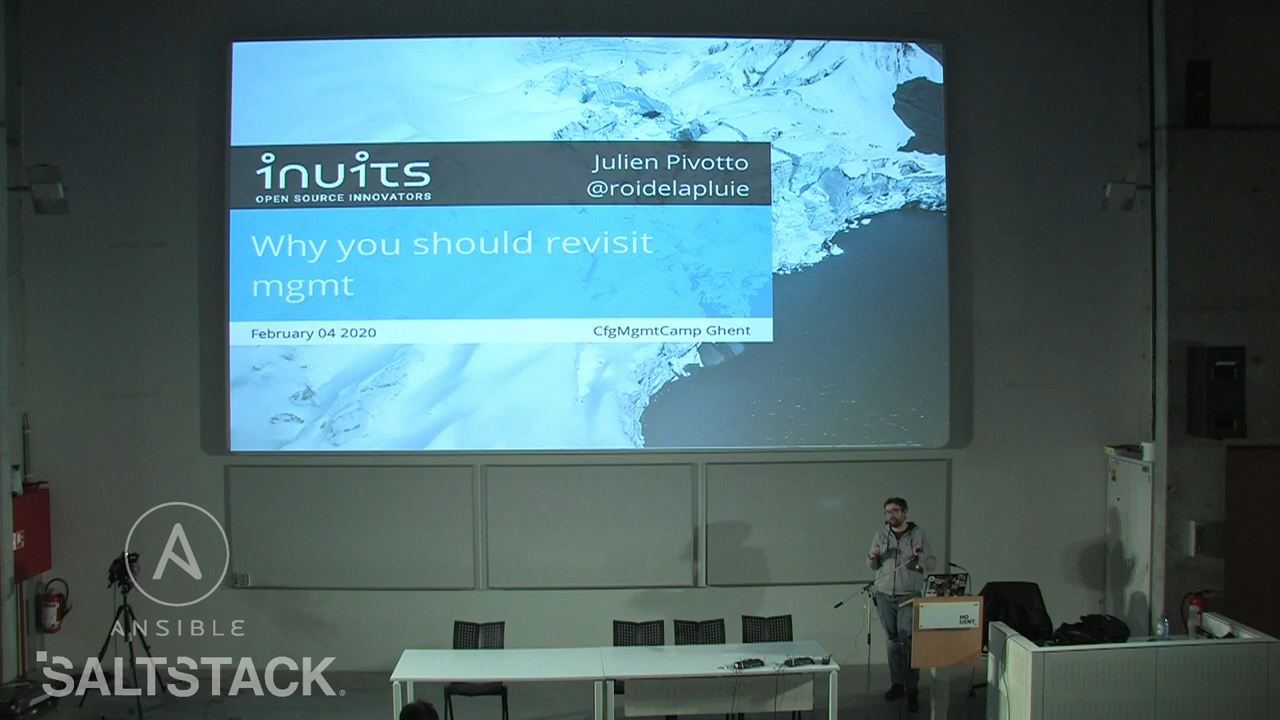 inuits
OPEN SOURCE INNOVATORS
Julien Pivotto
@roidelapluie
Why you should revisit
mgmt
February 04 2020
CfgMgmtCamp Ghent
HO
GENT
A
ANSIBLE
SALTSTACK